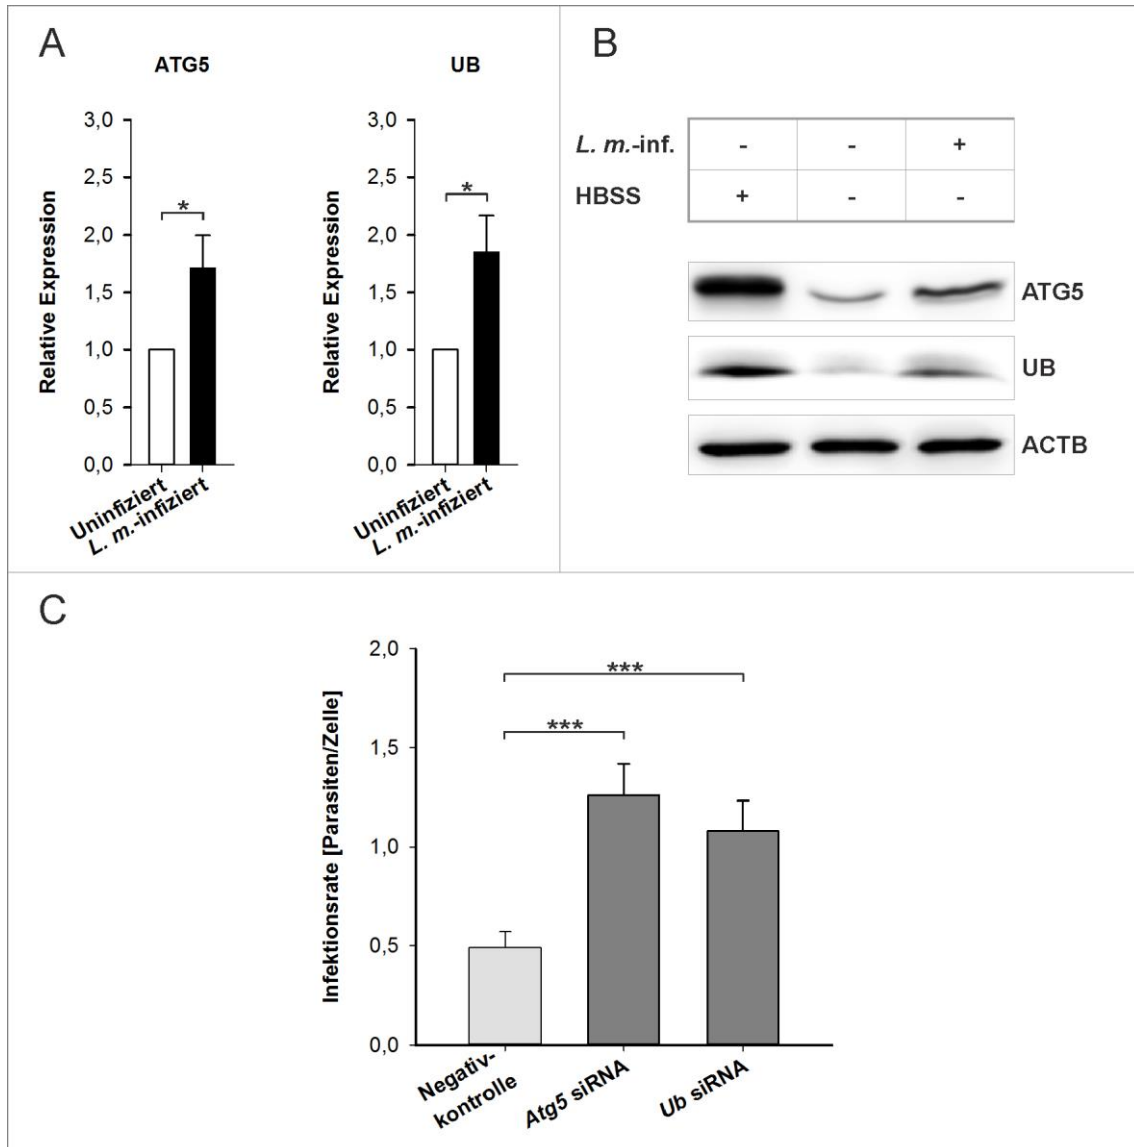 A
ATG5
UB
3,0
2,5
2,0
1,5
1,0
0,5
0,0
Relative Expression
*
Uninfiziert
L. m.-infiziert
3,0
2,5
2,0
1,5
1,0
0,5
0,0
Relative Expression
*
Uninfiziert
L. m.-infiziert
B
L. m.-inf. - - +
HBSS + - -
ATG5
UB
ACTB
C
2,0
1,5
1,0
0,5
0,0
Infektionsrate [Parasiten/Zelle]
***
***
Negativ-
kontrolle
Atg5 siRNA
Ub siRNA